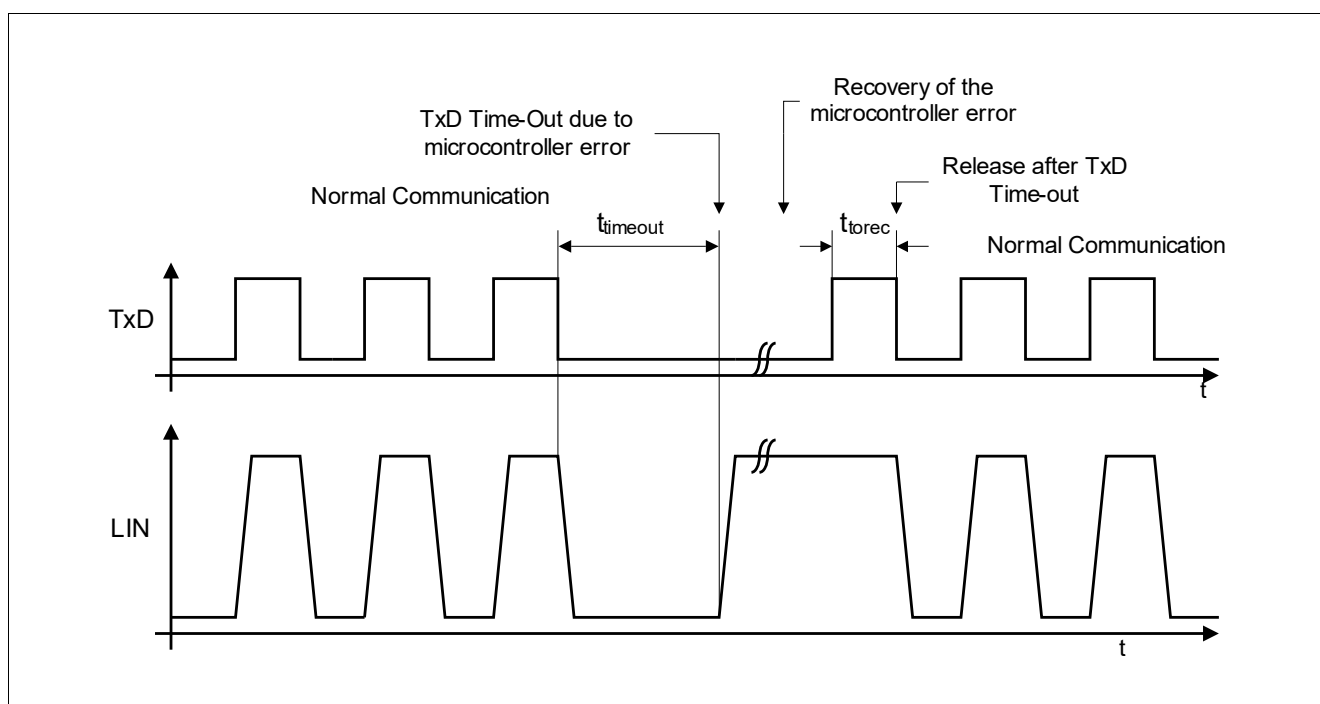 Recovery of the
microcontroller error
TxD Time-Out due to
microcontroller error
Release after TxD
Time-out
Normal Communication
ttimeout
ttorec
Normal Communication
TxD
t
LIN
t